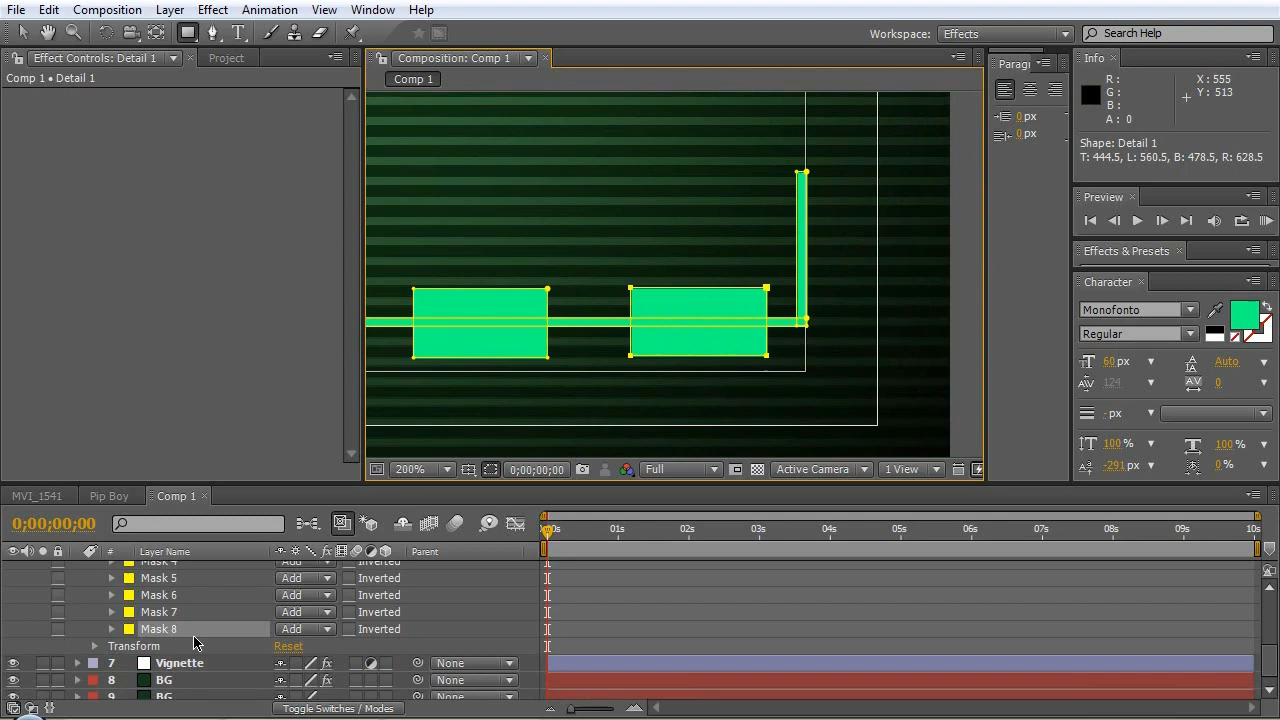 File Edit Composition Layer Effect Animation View Window Help
Workspace: Effects Search Help
Effect Controls: Detail 1 Project
Composition: Comp 1
Info
Comp 1 • Detail 1
Comp 1
R :
G :
B :
A : 0
X : 555
Y : 513
0 px
0 px
Shape: Detail 1
T: 444.5, L: 560.5, B: 478.5, R: 628.5
Preview
Effects & Presets
Character
Monofonto
Regular
60 px Auto
124 0
- px
100 % 100 %
-291 px 0 %
200% 0;00;00;00 Full Active Camera 1 View
MVI_1541 Pip Boy Comp 1
0;00;00;00
01s 02s 03s 04s 05s 06s 07s 08s 09s 10s
# Layer Name Parent
Mask 4 Add Inverted
Mask 5 Add Inverted
Mask 6 Add Inverted
Mask 7 Add Inverted
Mask 8 Add Inverted
Transform Reset
7 Vignette None
8 BG None
9 BG None
Toggle Switches / Modes